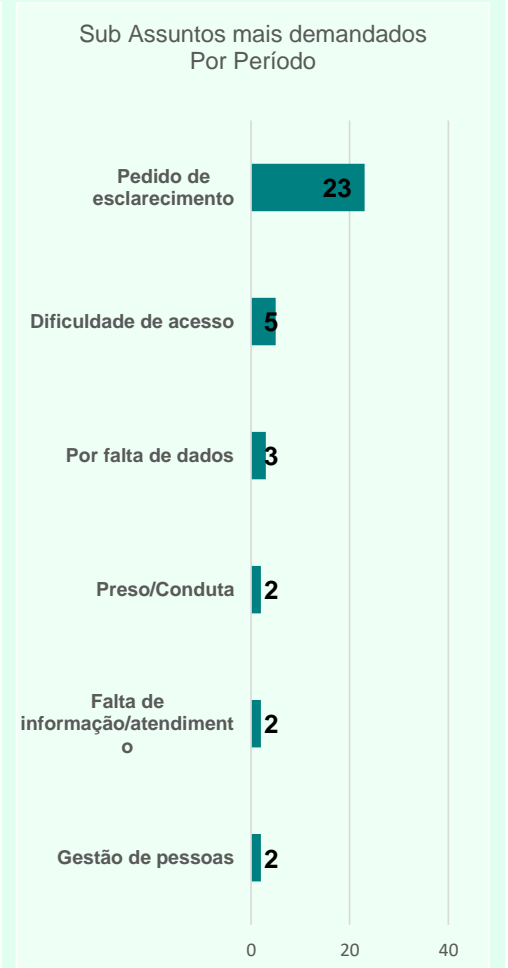 Sub Assuntos mais demandados
Por Período
Pedido de
esclarecimento
23
Dificuldade de acesso
5
Por falta de dados
3
Preso/Conduta
2
Falta de
informação/atendiment
o
2
Gestão de pessoas
2
0
20
40